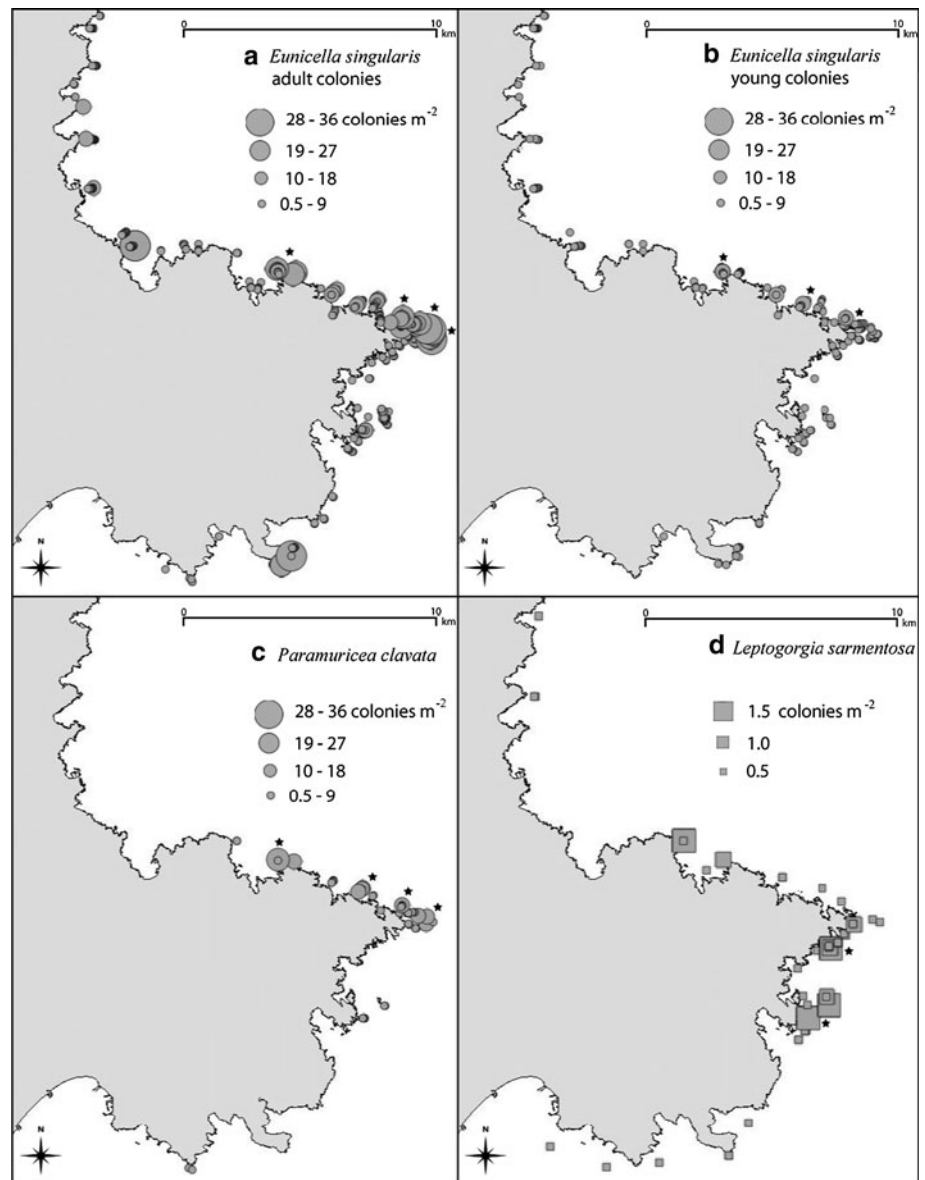 0 10
km
a Eunicella singularis
adult colonies
28 - 36 colonies m-2
19 - 27
10 - 18
0.5 - 9
N
0 10
km
b Eunicella singularis
young colonies
28 - 36 colonies m-2
19 - 27
10 - 18
0.5 - 9
N
0 10
km
c Paramuricea clavata
28 - 36 colonies m-2
19 - 27
10 - 18
0.5 - 9
N
0 10
km
d Leptogorgia sarmentosa
1.5 colonies m-2
1.0
0.5
N